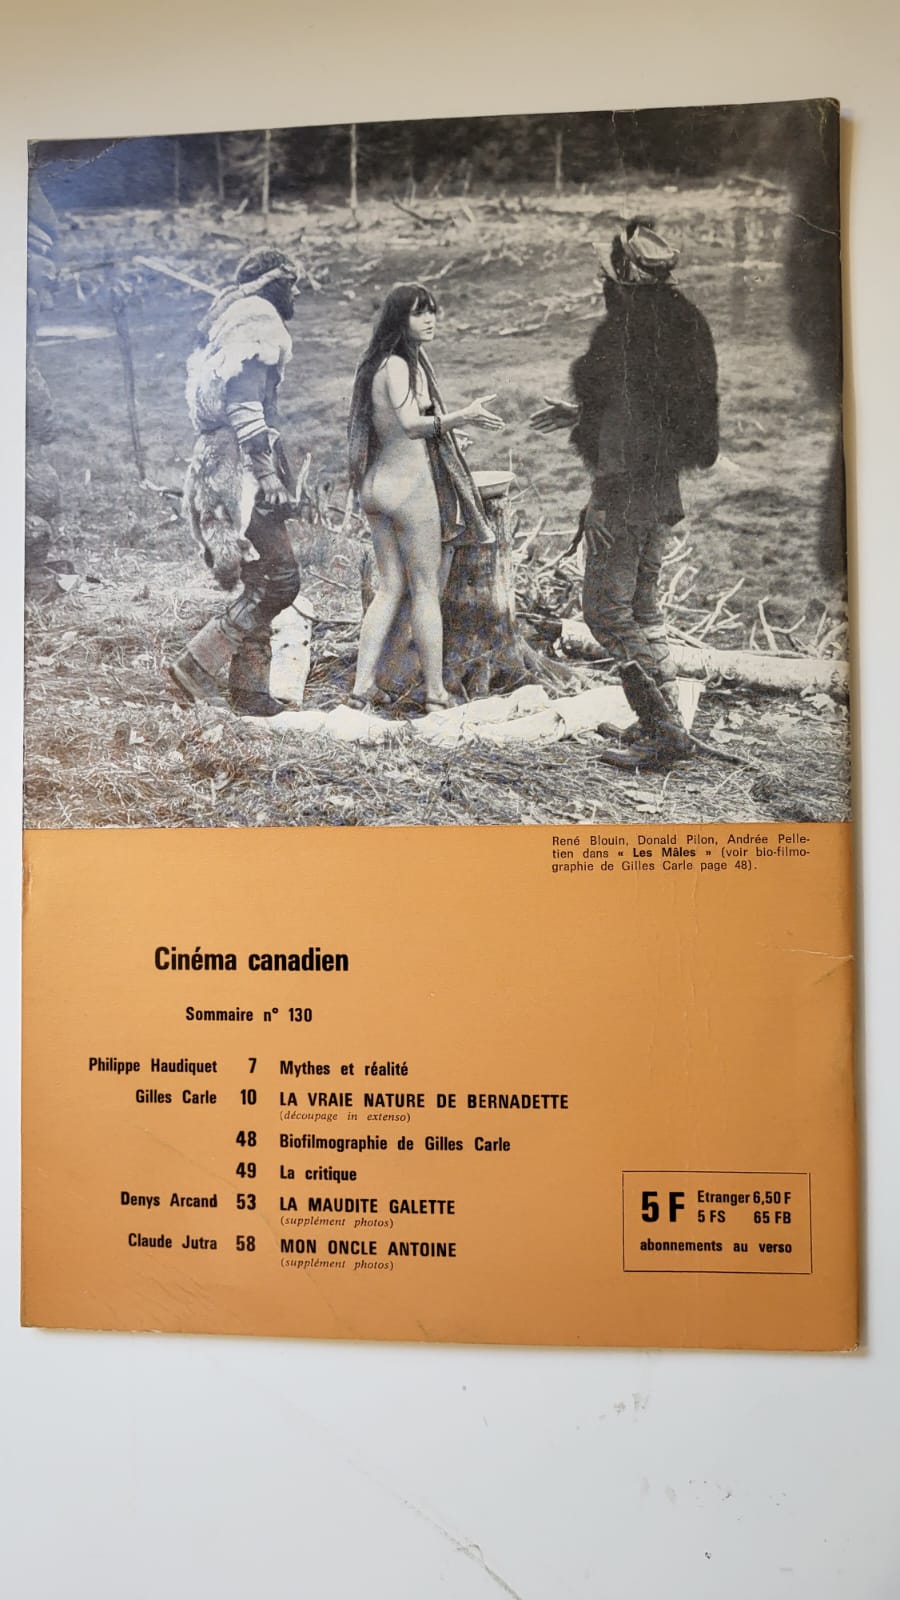 René Blouin, Donald Pilon, Andrée Pelle-
tien dans « Les Mâles » (voir bio-filmo-
graphie de Gilles Carle page 48).
Cinéma canadien
Sommaire n° 130
Philippe Haudiquet 7 Mythes et réalité
Gilles Carle 10 LA VRAIE NATURE DE BERNADETTE
(découpage in extenso)
48 Biofilmographie de Gilles Carle
49 La critique
Denys Arcand 53 LA MAUDITE GALETTE
(supplément photos)
Claude Jutra 58 MON ONCLE ANTOINE
(supplément photos)
5 F Etranger 6,50 F
5 FS 65 FB
abonnements au verso